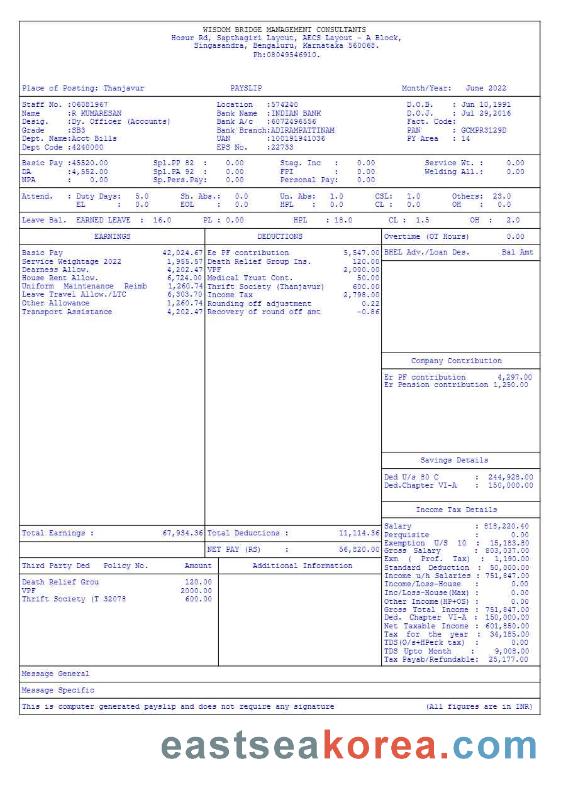 WISDOM BRIDGE MANAGEMENT CONSULTANTS
Hosur Rd, Sapthagiri Layout, AECS Layout - A Block,
Singasandra, Bengaluru, Karnataka 560068.
Ph:08049546910.
Place of Posting: Thanjavur PAYSLIP Month/Year: June 2022
Staff No. :06081967 Location :574240 D.O.B. : Jun 10,1991
Name :R KUMARESAN Bank Name :INDIAN BANK D.O.J. : Jul 29,2016
Desig. :Dy. Officer (Accounts) Bank A/c :6072496556 Fact. Code:
Grade :SB3 Bank Branch:ADIRAMPATTINAM PAN : GCMPR3129D
Dept. Name:Acct Bills UAN :100191941036 PY Area : 14
Dept Code :4240000 EPS No. :22733
Basic Pay :45520.00 Spl.PP 82 : 0.00 Stag. Inc : 0.00 Service Wt. : 0.00
DA :4,552.00 Spl.PA 92 : 0.00 FPI : 0.00 Welding All.: 0.00
NPA : 0.00 Sp.Pers.Pay: 0.00 Personal Pay: 0.00
Attend. : Duty Days: 5.0 Sh. Abs.: 0.0 Un. Abs: 1.0 CSL: 1.0 Others: 23.0
EL : 0.0 EOL : 0.0 HPL : 0.0 CL : 0.0 OH : 0.0
Leave Bal. EARNED LEAVE : 16.0 PL : 0.00 HPL : 18.0 CL : 1.5 OH : 2.0
EARNINGS DEDUCTIONS Overtime (OT Hours) 0.00
Basic Pay 42,024.67 Ee PF contribution 5,547.00 BHEL Adv./Loan Des. Bal Amt
Service Weightage 2022 1,955.57 Death Relief Group Ins. 120.00
Dearness Allow. 4,202.47 VPF 2,000.00
House Rent Allow. 6,724.00 Medical Trust Cont. 50.00
Uniform Maintenance Reimb 1,260.74 Thrift Society (Thanjavur) 600.00
Leave Travel Allow./LTC 6,303.70 Income Tax 2,798.00
Other Allowance 1,260.74 Rounding off adjustment 0.22
Transport Assistance 4,202.47 Recovery of round off amt -0.86
Company Contribution
Er PF contribution 4,297.00
Er Pension contribution 1,250.00
Savings Details
Ded U/s 80 C : 244,928.00
Ded.Chapter VI-A : 150,000.00
Income Tax Details
Total Earnings : 67,934.36 Total Deductions : 11,114.36
NET PAY (RS) : 56,820.00
Salary : 818,220.40
Perquisite : 0.00
Exemption U/S 10 : 15,183.80
Gross Salary : 803,037.00
Exm ( Prof. Tax) : 1,190.00
Standard Deduction : 50,000.00
Income u/h Salaries : 751,847.00
Income/Loss-House : 0.00
Inc/Loss-House(Max) : 0.00
Other Income(HP+OS) : 0.00
Gross Total Income : 751,847.00
Ded. Chapter VI-A : 150,000.00
Net Taxable Income : 601,850.00
Tax for the year : 34,185.00
TDS(O/s+HPerk tax) : 0.00
TDS Upto Month : 9,008.00
Tax Payab/Refundable: 25,177.00
Third Party Ded Policy No. Amount Additional Information
Death Relief Grou 120.00
VPF 2000.00
Thrift Society (T 32078 600.00
Message General
Message Specific
This is computer generated payslip and does not require any signature (All figures are in INR)
eastseakorea.com